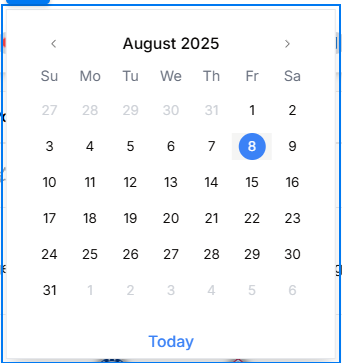 August 2025
Su Mo Tu We Th Fr Sa
27 28 29 30 31 1 2
3 4 5 6 7 8 9
10 11 12 13 14 15 16
17 18 19 20 21 22 23
24 25 26 27 28 29 30
31 1 2 3 4 5 6
Today